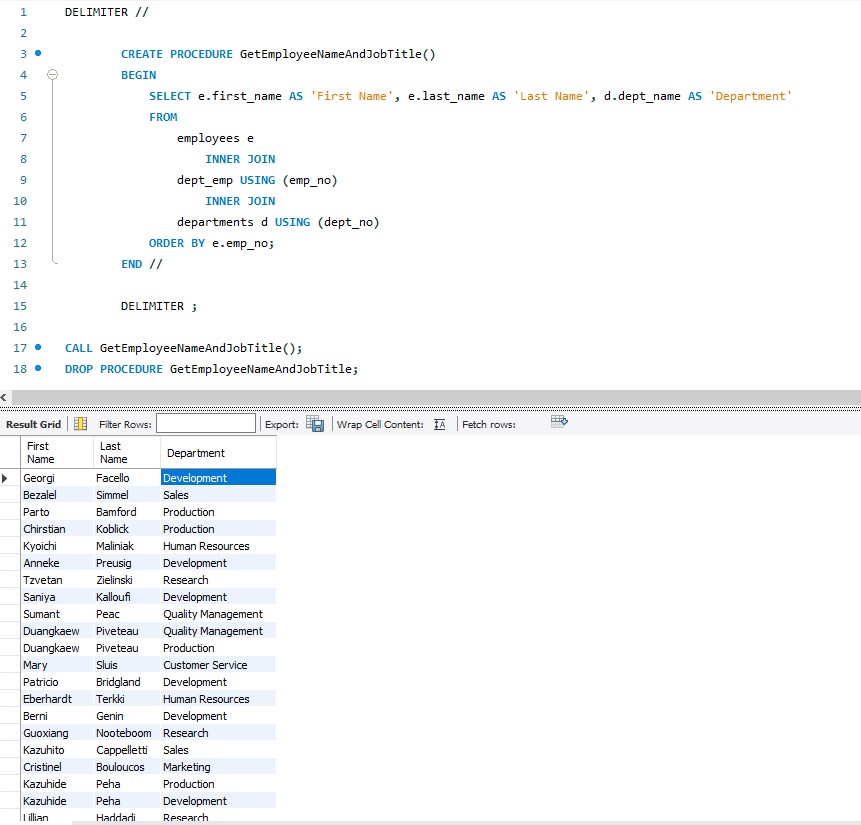 1 DELIMITER //
2
3 CREATE PROCEDURE GetEmployeeNameAndJobTitle()
4 BEGIN
5 SELECT e.first_name AS 'First Name', e.last_name AS 'Last Name', d.dept_name AS 'Department'
6 FROM
7 employees e
8 INNER JOIN
9 dept_emp USING (emp_no)
10 INNER JOIN
11 departments d USING (dept_no)
12 ORDER BY e.emp_no;
13 END //
14
15 DELIMITER ;
16
17 CALL GetEmployeeNameAndJobTitle();
18 DROP PROCEDURE GetEmployeeNameAndJobTitle;
Result Grid Filter Rows: Export: Wrap Cell Content: IA Fetch rows:
First Name Last Name Department
Georgi Facello Development
Bezalel Simmel Sales
Parto Bamford Production
Chirstian Koblick Production
Kyoichi Maliniak Human Resources
Anneke Preusig Development
Tzvetan Zielinski Research
Saniya Kalloufi Development
Sumant Peac Quality Management
Duangkaew Piveteau Quality Management
Duangkaew Piveteau Production
Mary Sluis Customer Service
Patricio Bridgland Development
Eberhardt Terkki Human Resources
Berni Genin Development
Guoxiang Nooteboom Research
Kazuhito Cappelletti Sales
Cristinel Bouloucos Marketing
Kazuhide Peha Production
Kazuhide Peha Development
Lillian Haddadi Research